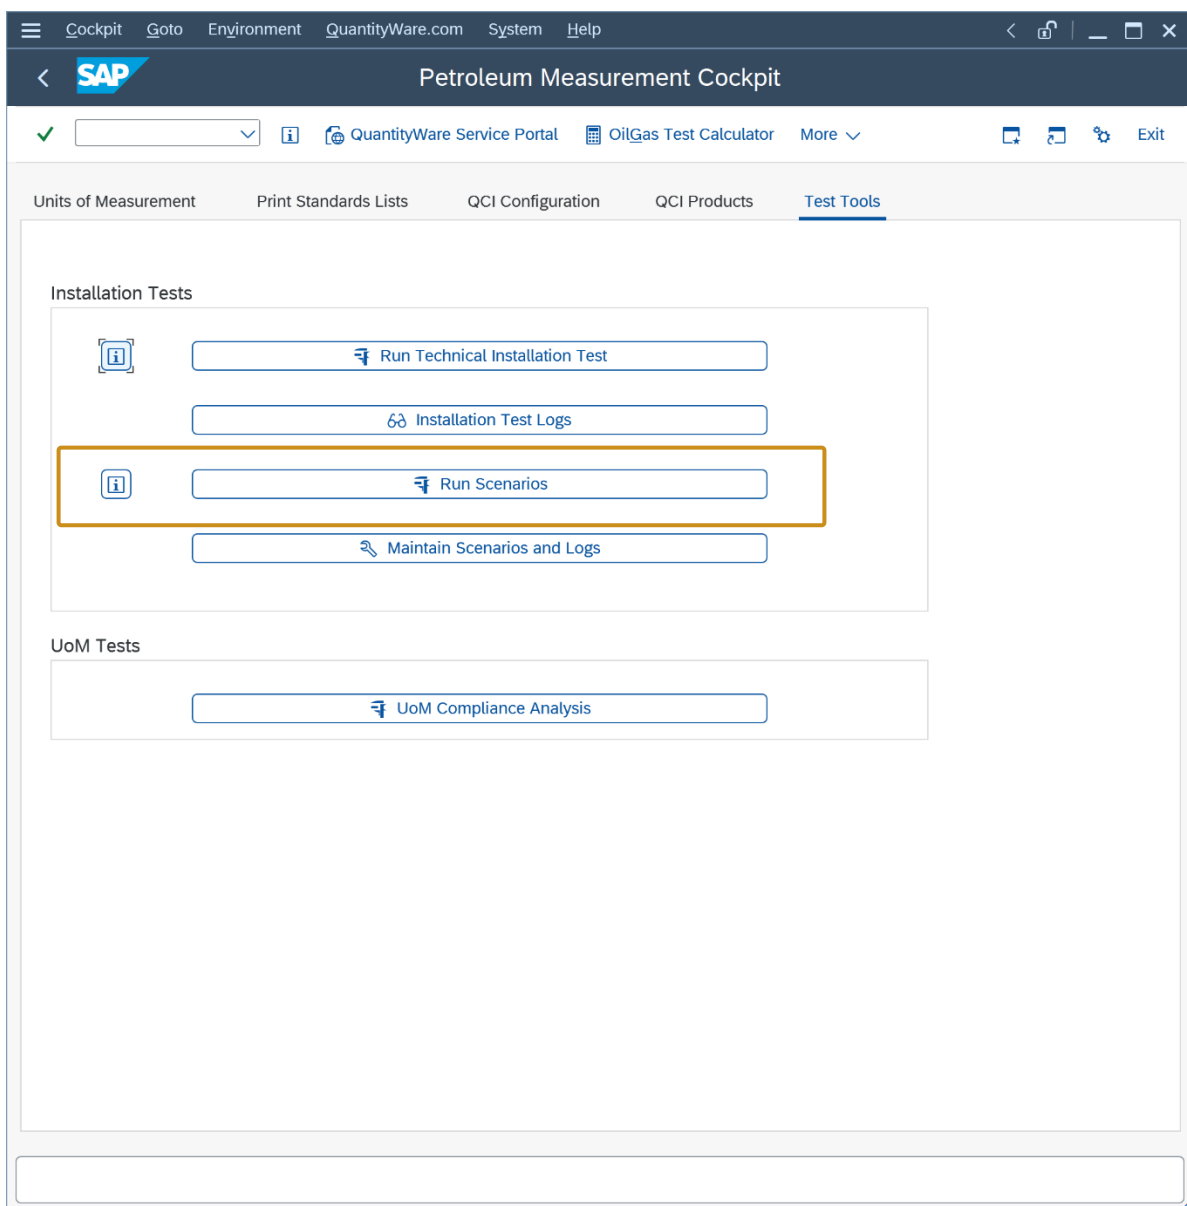 Cockpit Goto Environment QuantityWare.com System Help
SAP Petroleum Measurement Cockpit
QuantityWare Service Portal OilGas Test Calculator More Exit
Units of Measurement Print Standards Lists QCI Configuration QCI Products Test Tools
Installation Tests
Run Technical Installation Test
Installation Test Logs
Run Scenarios
Maintain Scenarios and Logs
UoM Tests
UoM Compliance Analysis